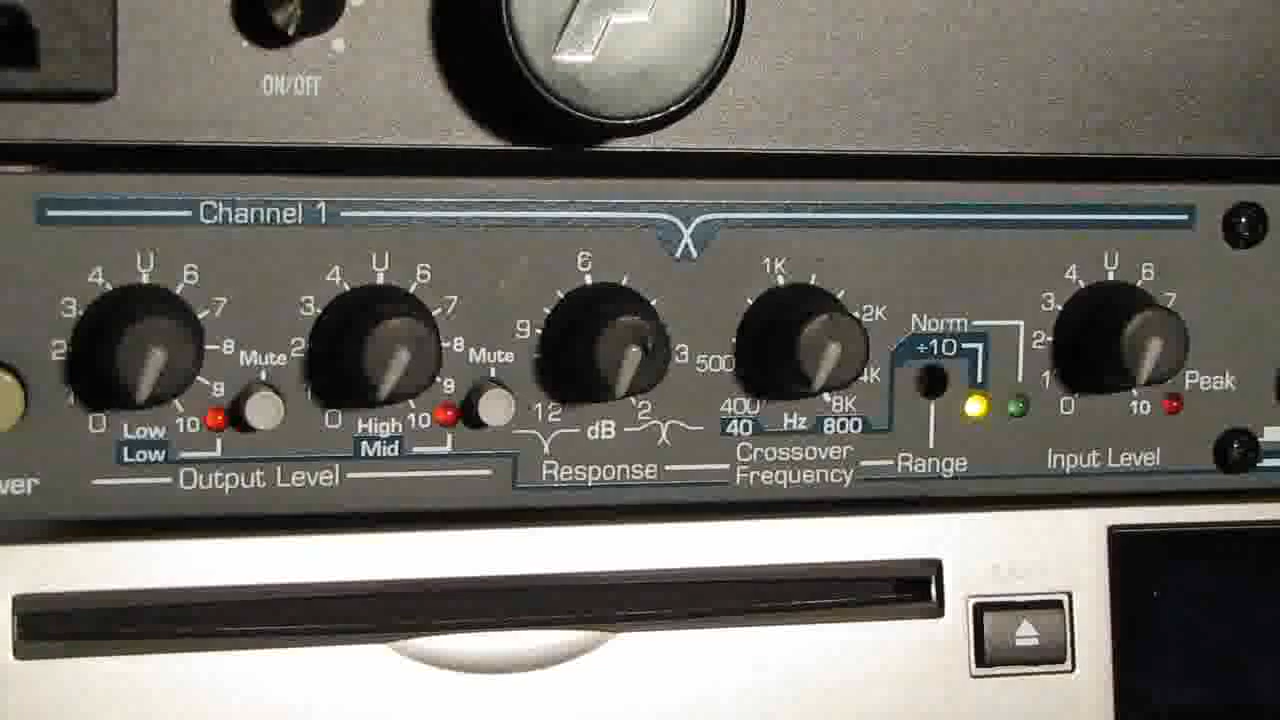 ON/OFF
Channel 1
0 1 2 3 4 U 6 7 8 9 10
Mute
Low
Low
0 2 3 4 U 6 7 8 9 10
Mute
High
Mid
Output Level
12 9 6 3 2
dB
Response
400 500 1K 2K 4K 8K
40 Hz 800
Crossover
Frequency
Norm
÷10
Range
0 1 2 3 4 U 6 7 10
Peak
Input Level